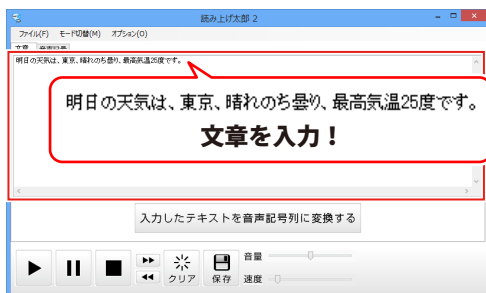 読み上げ太郎 2
ファイル(F) モード切替(M) オプション(O)
文章 音声記号
明日の天気は、東京、晴れのち曇り、最高気温25度です。
明日の天気は、東京、晴れのち曇り、最高気温25度です。
文章を入力！
入力したテキストを音声記号列に変換する
クリア 保存 音量
速度